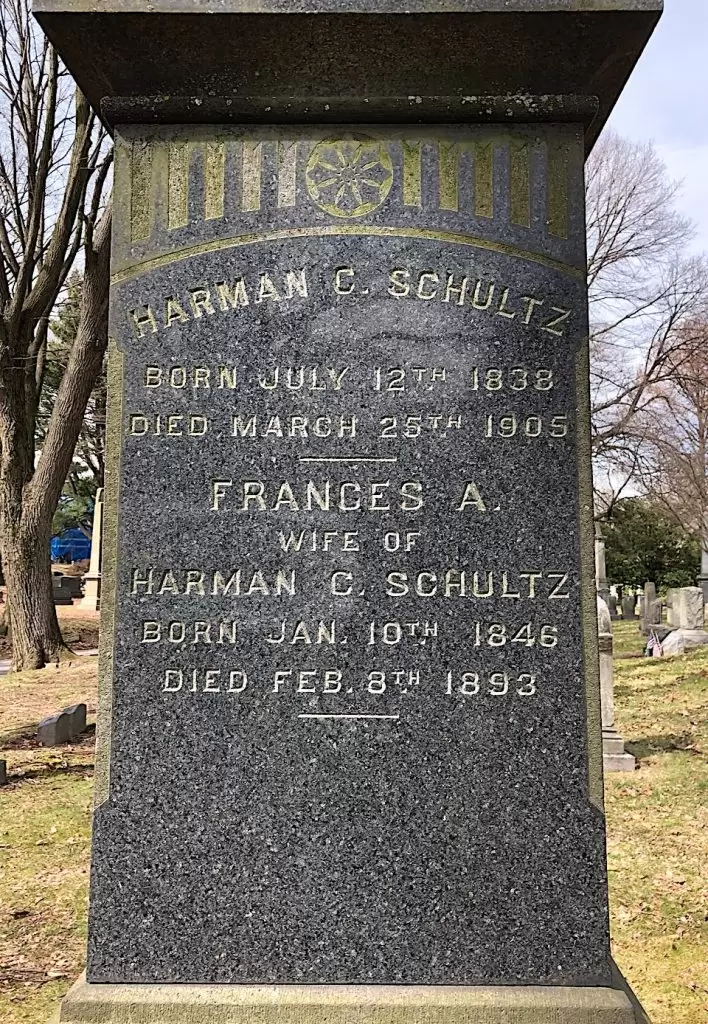 HARMAN C. SCHULTZ
BORN JULY 12TH 1838
DIED MARCH 25TH 1905
FRANCES A.
WIFE OF
HARMAN C. SCHULTZ
BORN JAN. 10TH 1846
DIED FEB. 8TH 1893